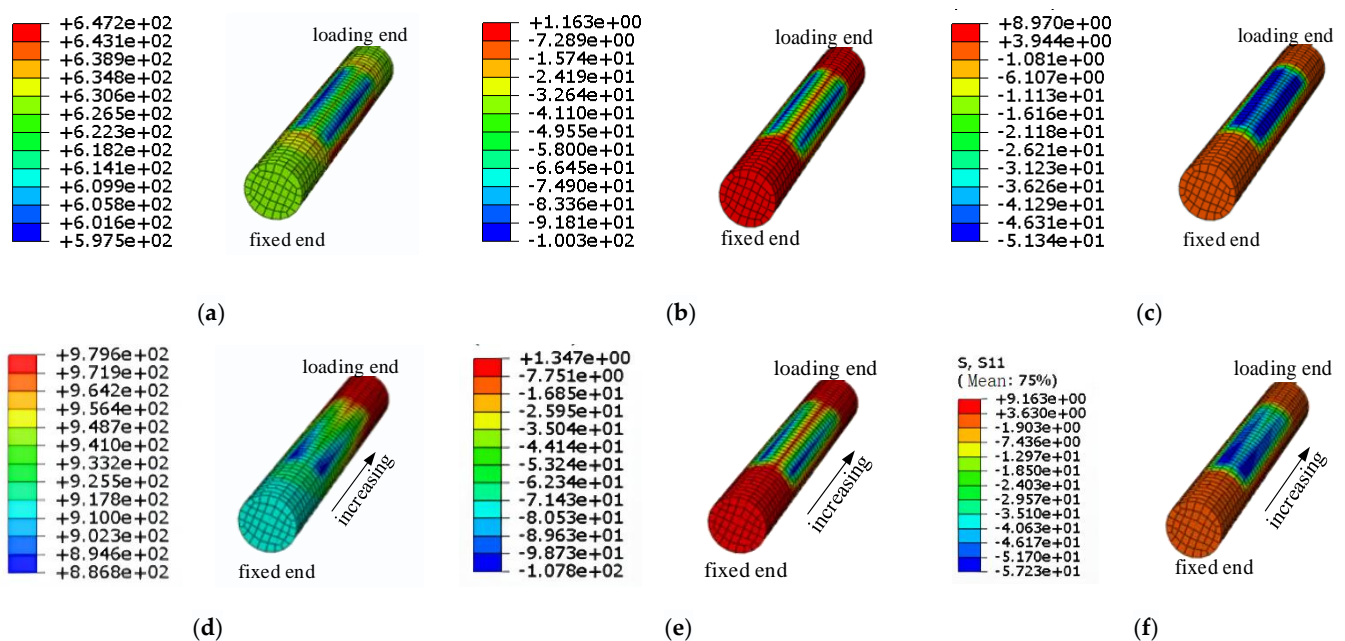 +6.472e+02
+6.431e+02
+6.389e+02
+6.348e+02
+6.306e+02
+6.265e+02
+6.223e+02
+6.182e+02
+6.141e+02
+6.099e+02
+6.058e+02
+6.016e+02
+5.975e+02
loading end
fixed end
(a)
+1.163e+00
-7.289e+00
-1.574e+01
-2.419e+01
-3.264e+01
-4.110e+01
-4.955e+01
-5.800e+01
-6.645e+01
-7.490e+01
-8.336e+01
-9.181e+01
-1.003e+02
loading end
fixed end
(b)
+8.970e+00
+3.944e+00
-1.081e+00
-6.107e+00
-1.113e+01
-1.616e+01
-2.118e+01
-2.621e+01
-3.123e+01
-3.626e+01
-4.129e+01
-4.631e+01
-5.134e+01
loading end
fixed end
(c)
+9.796e+02
+9.719e+02
+9.642e+02
+9.564e+02
+9.487e+02
+9.410e+02
+9.332e+02
+9.255e+02
+9.178e+02
+9.100e+02
+9.023e+02
+8.946e+02
+8.868e+02
loading end
increasing
fixed end
(d)
+1.347e+00
-7.751e+00
-1.685e+01
-2.595e+01
-3.504e+01
-4.414e+01
-5.324e+01
-6.234e+01
-7.143e+01
-8.053e+01
-8.963e+01
-9.873e+01
-1.078e+02
loading end
increasing
fixed end
(e)
S, S11
(Mean: 75%)
+9.163e+00
+3.630e+00
-1.903e+00
-7.436e+00
-1.297e+01
-1.850e+01
-2.403e+01
-2.957e+01
-3.510e+01
-4.063e+01
-4.617e+01
-5.170e+01
-5.723e+01
loading end
increasing
fixed end
(f)